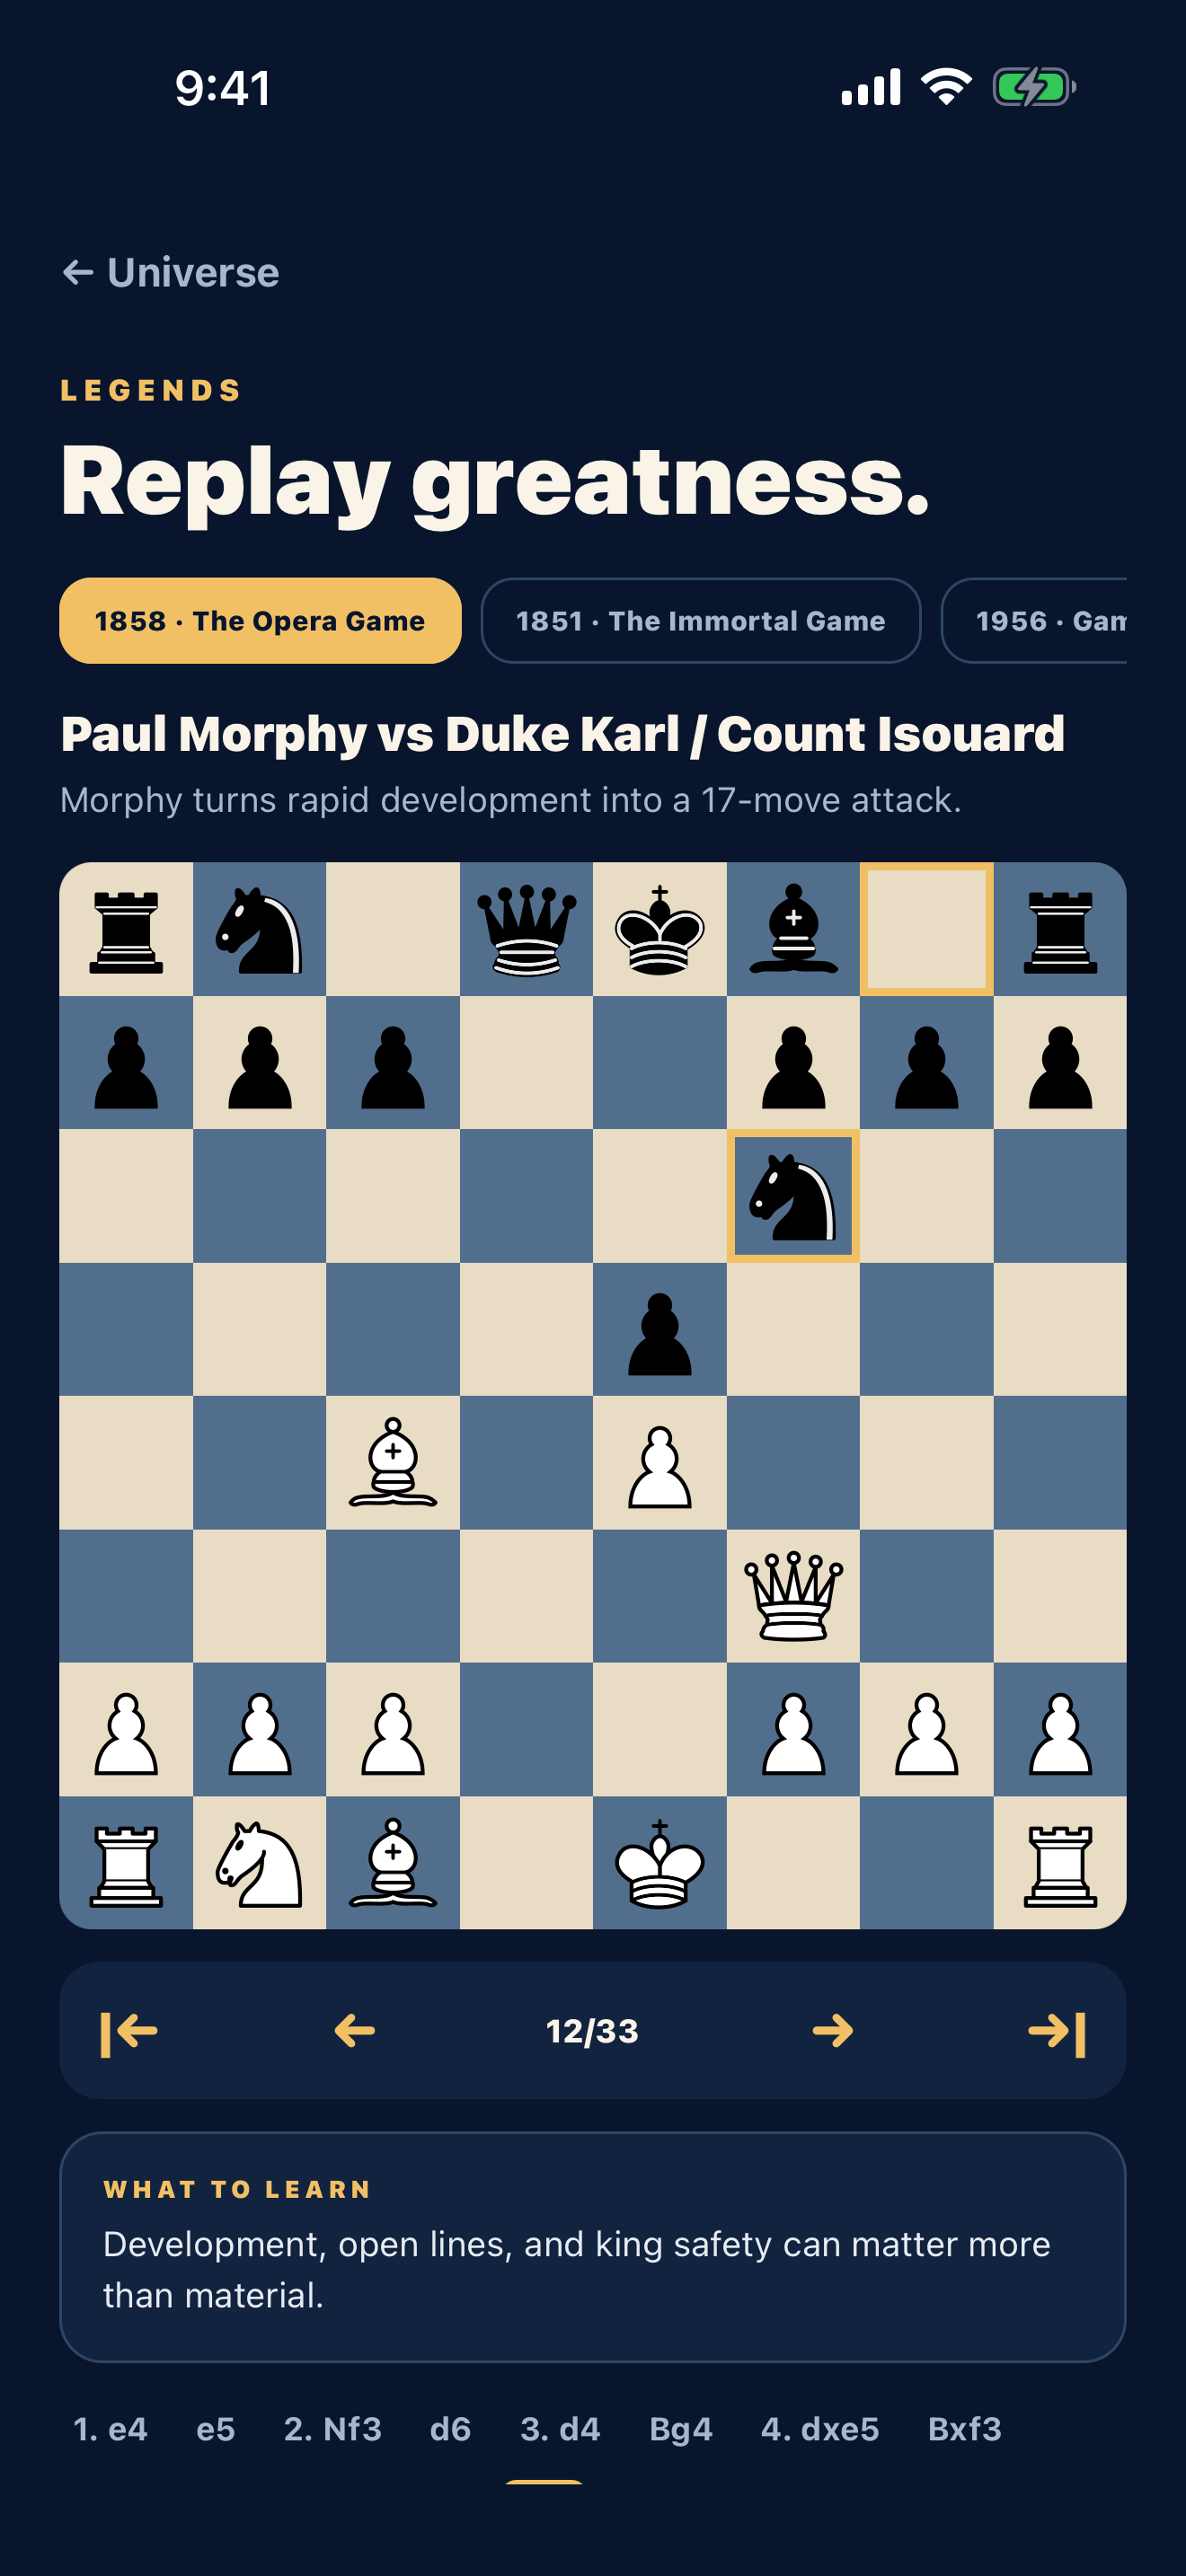 9:41
← Universe
LEGENDS
Replay greatness.
1858 · The Opera Game
1851 · The Immortal Game
1956 · Gam
Paul Morphy vs Duke Karl / Count Isouard
Morphy turns rapid development into a 17-move attack.
12/33
WHAT TO LEARN
Development, open lines, and king safety can matter more
than material.
1. e4 e5 2. Nf3 d6 3. d4 Bg4 4. dxe5 Bxf3